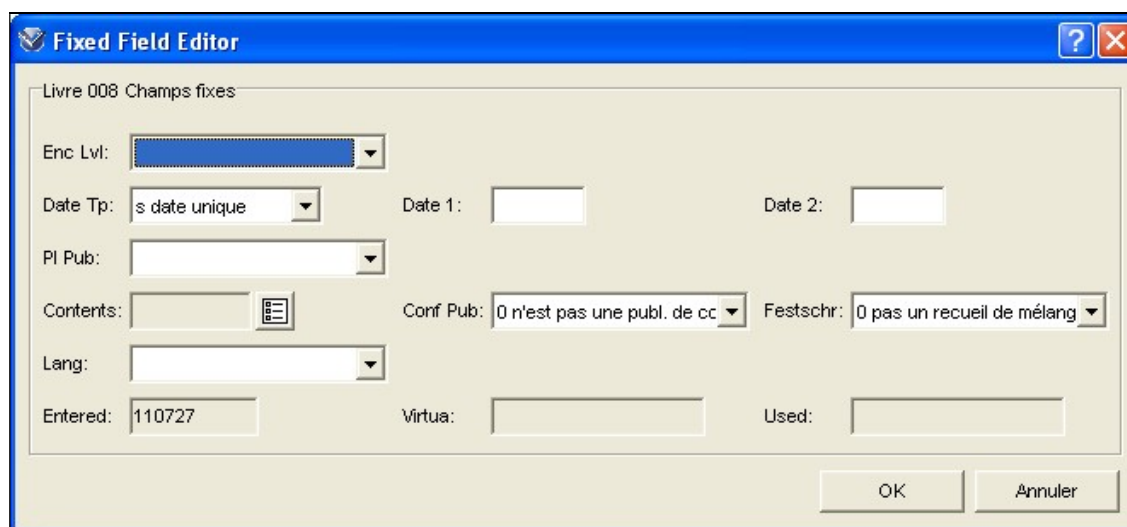 Fixed Field Editor
Livre 008 Champs fixes
Enc Lvl:
Date Tp: s date unique Date 1: Date 2:
Pl Pub:
Contents: Conf Pub: 0 n'est pas une publ. de cc Festschr: 0 pas un recueil de mélang
Lang:
Entered: 110727 Virtua: Used:
OK Annuler